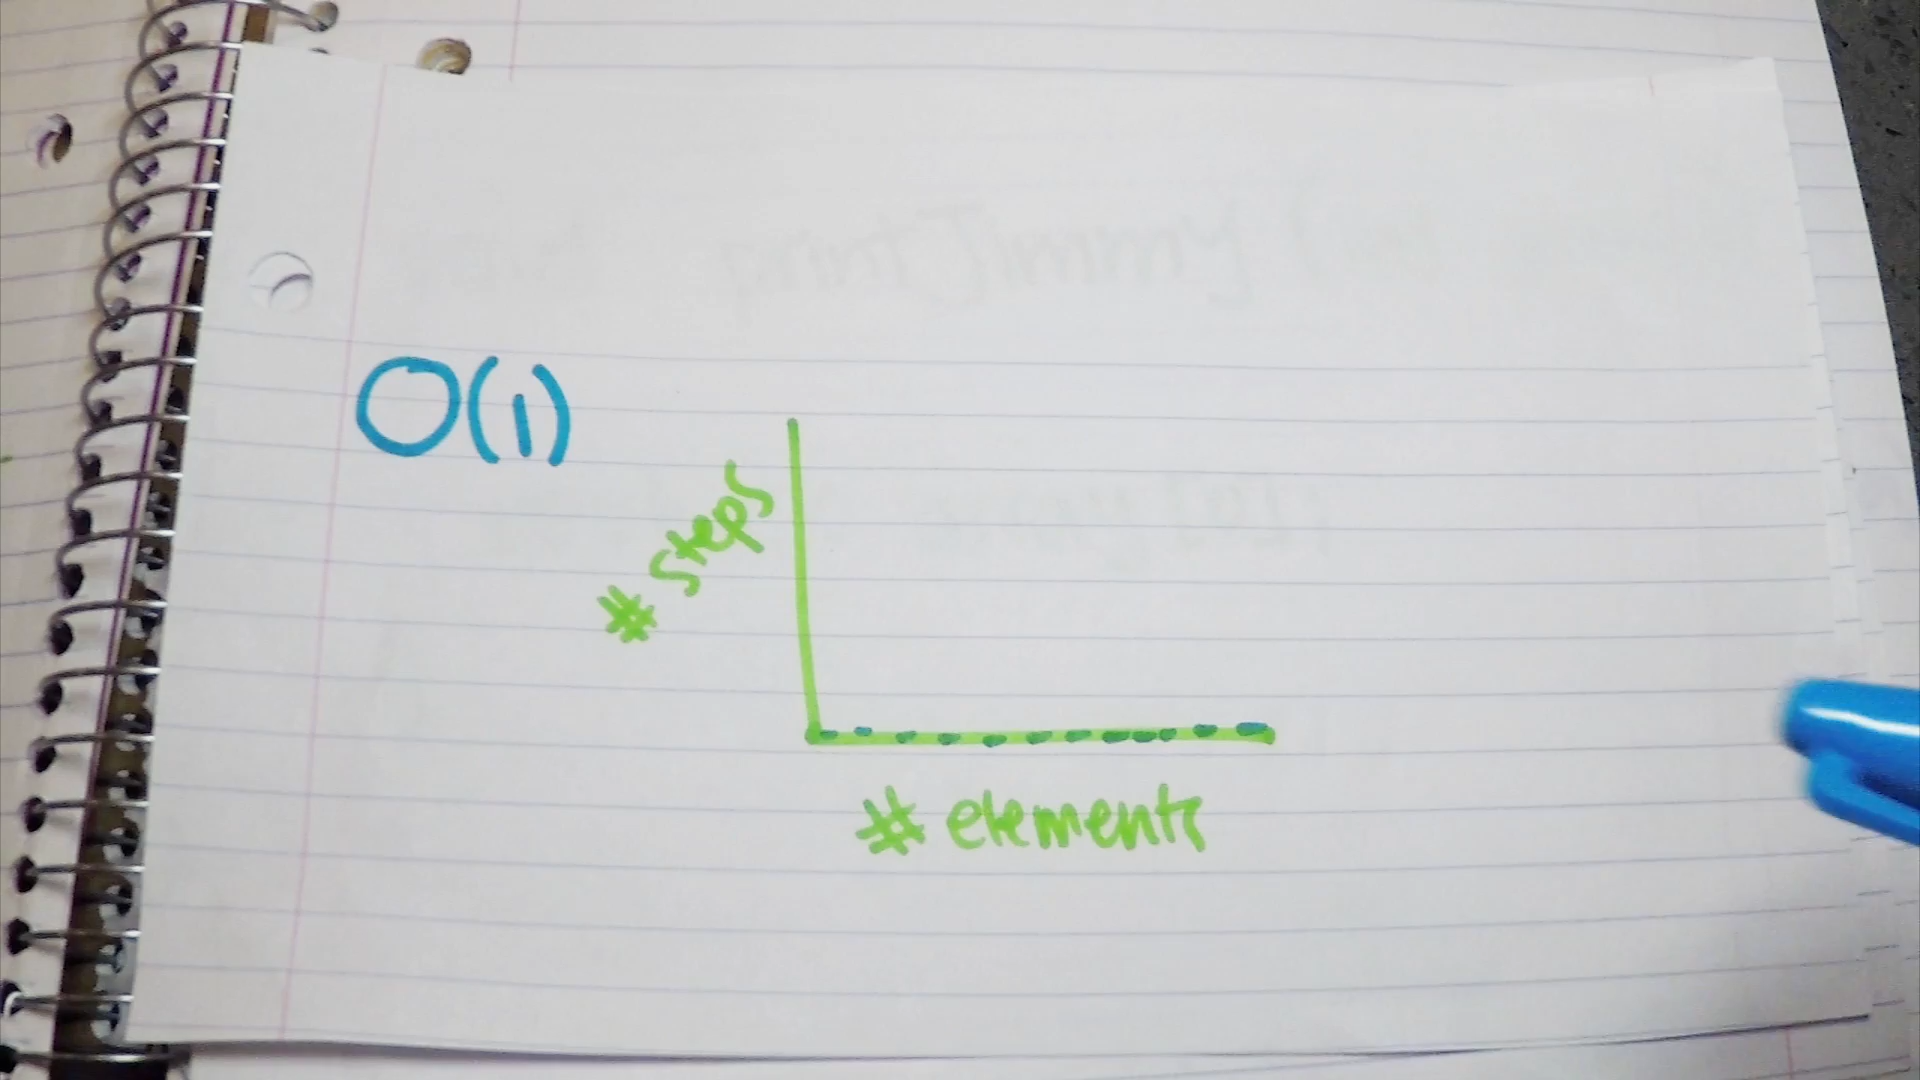 O(1)
# steps
# elements